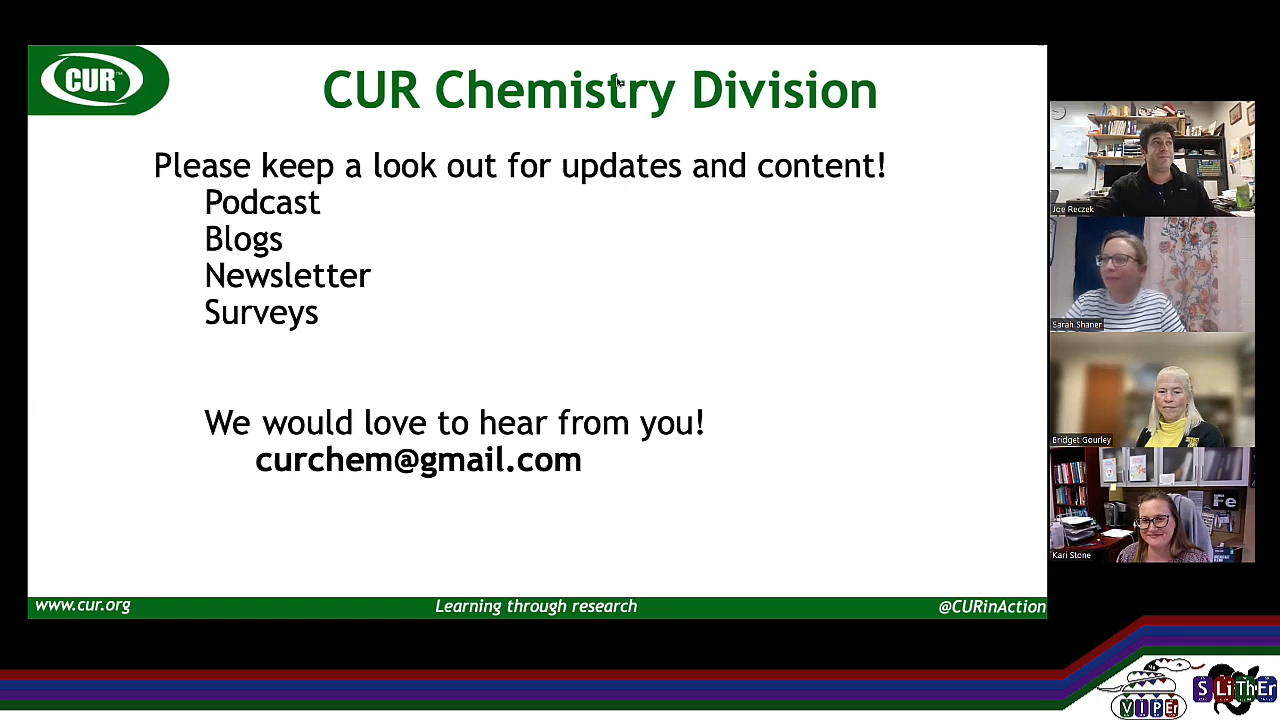 CUR™
CUR Chemistry Division
Please keep a look out for updates and content!
Podcast
Blogs
Newsletter
Surveys
We would love to hear from you!
curchem@gmail.com
www.cur.org
Learning through research
@CURinAction
Joe Reczek
Sarah Shaner
Bridget Gourley
Fe
Kari Stone
VIPEr
SLiThEr